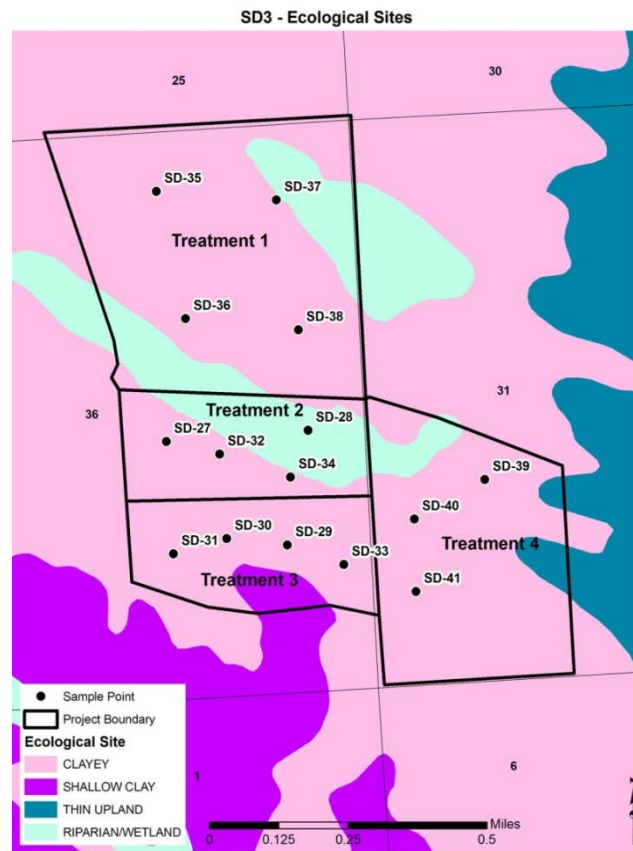 SD3 - Ecological Sites
25
30
SD-35
SD-37
Treatment 1
SD-36
SD-38
31
36
Treatment 2
SD-28
SD-27
SD-32
SD-34
SD-39
SD-40
SD-30
SD-29
SD-31
SD-33
Treatment 4
Treatment 3
SD-41
Sample Point
Project Boundary
Ecological Site
CLAYEY
SHALLOW CLAY
THIN UPLAND
RIPARIAN/WETLAND
1
6
Miles
0 0.125 0.25 0.5